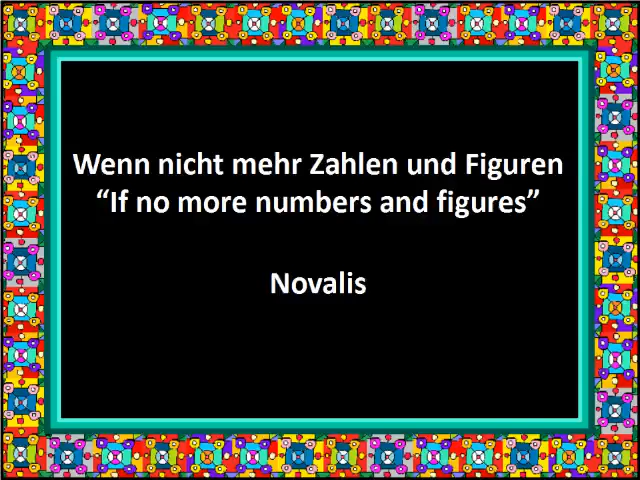 Wenn nicht mehr Zahlen und Figuren
“If no more numbers and figures”
Novalis